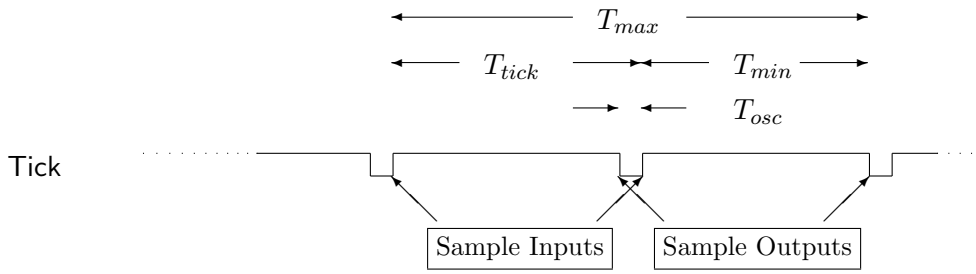 T_max
T_tick T_min
T_osc
Tick
Sample Inputs Sample Outputs